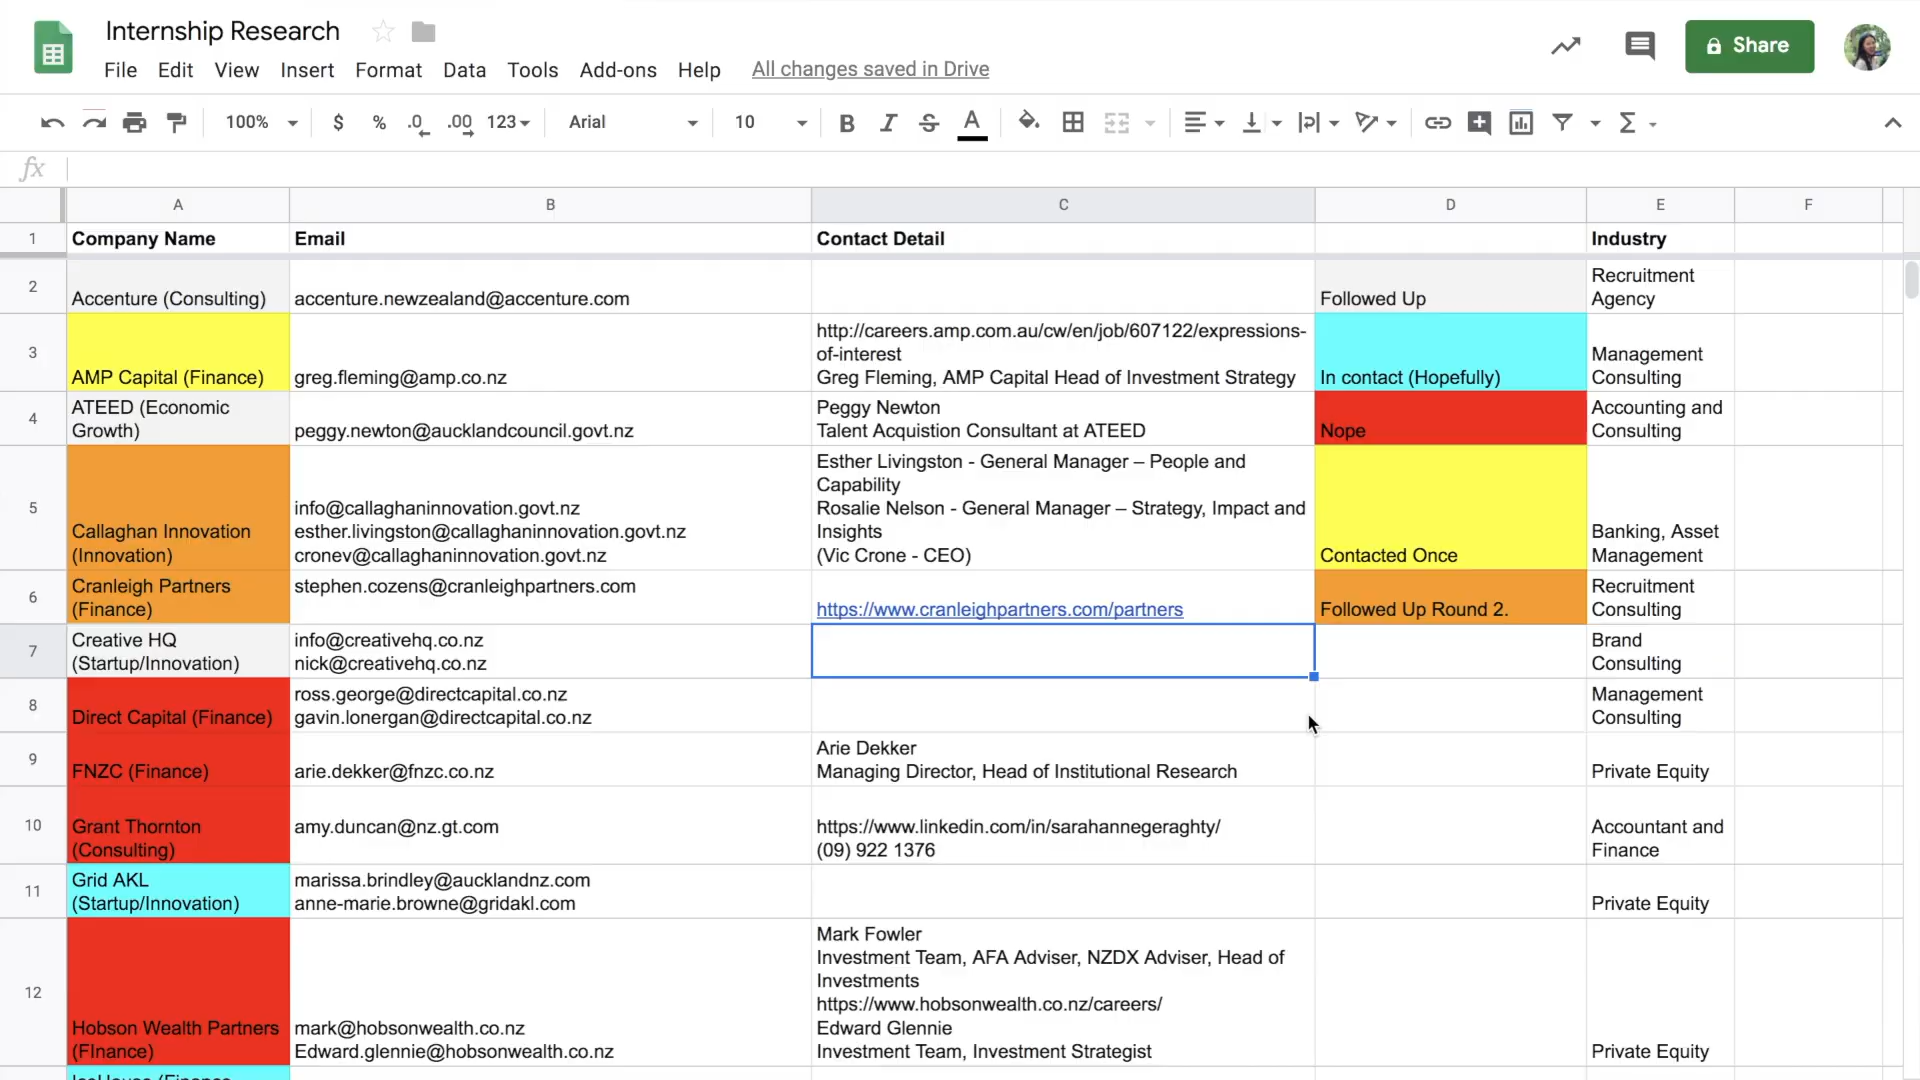 Internship Research
File Edit View Insert Format Data Tools Add-ons Help All changes saved in Drive
Share
100% $ % .0 .00 123 Arial 10 B I S A Σ
fx
A B C D E F
1 Company Name Email Contact Detail Industry
2 Accenture (Consulting) accenture.newzealand@accenture.com Followed Up Recruitment
Agency
3 AMP Capital (Finance) greg.fleming@amp.co.nz http://careers.amp.com.au/cw/en/job/607122/expressions-
of-interest
Greg Fleming, AMP Capital Head of Investment Strategy
In contact (Hopefully)
Management
Consulting
4 ATEED (Economic
Growth)
peggy.newton@aucklandcouncil.govt.nz
Peggy Newton
Talent Acquistion Consultant at ATEED
Nope
Accounting and
Consulting
5 Callaghan Innovation
(Innovation)
info@callaghaninnovation.govt.nz
esther.livingston@callaghaninnovation.govt.nz
cronev@callaghaninnovation.govt.nz
Esther Livingston - General Manager – People and
Capability
Rosalie Nelson - General Manager – Strategy, Impact and
Insights
(Vic Crone - CEO)
Contacted Once
Banking, Asset
Management
6 Cranleigh Partners
(Finance)
stephen.cozens@cranleighpartners.com
https://www.cranleighpartners.com/partners
Followed Up Round 2.
Recruitment
Consulting
7 Creative HQ
(Startup/Innovation)
info@creativehq.co.nz
nick@creativehq.co.nz
Brand
Consulting
8 Direct Capital (Finance)
ross.george@directcapital.co.nz
gavin.lonergan@directcapital.co.nz
Management
Consulting
9 FNZC (Finance)
arie.dekker@fnzc.co.nz
Arie Dekker
Managing Director, Head of Institutional Research
Private Equity
10 Grant Thornton
(Consulting)
amy.duncan@nz.gt.com
https://www.linkedin.com/in/sarahannegeraghty/
(09) 922 1376
Accountant and
Finance
11 Grid AKL
(Startup/Innovation)
marissa.brindley@aucklandnz.com
anne-marie.browne@gridakl.com
Private Equity
12 Hobson Wealth Partners
(FInance)
mark@hobsonwealth.co.nz
Edward.glennie@hobsonwealth.co.nz
Mark Fowler
Investment Team, AFA Adviser, NZDX Adviser, Head of
Investments
https://www.hobsonwealth.co.nz/careers/
Edward Glennie
Investment Team, Investment Strategist
Private Equity